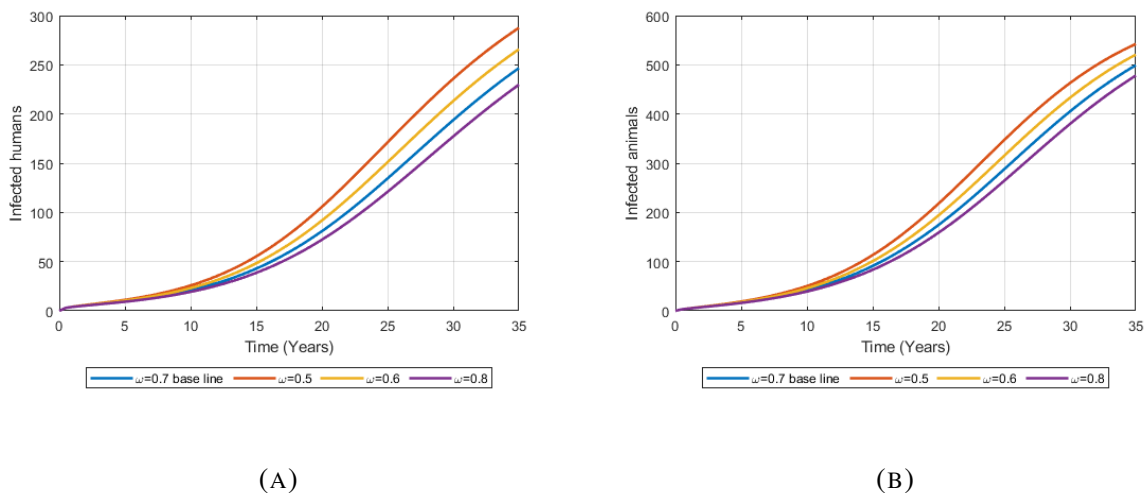 300
250
200
150
100
50
0
Infected humans
0 5 10 15 20 25 30 35
Time (Years)
ω=0.7 base line ω=0.5 ω=0.6 ω=0.8
(A)
600
500
400
300
200
100
0
Infected animals
0 5 10 15 20 25 30 35
Time (Years)
ω=0.7 base line ω=0.5 ω=0.6 ω=0.8
(B)